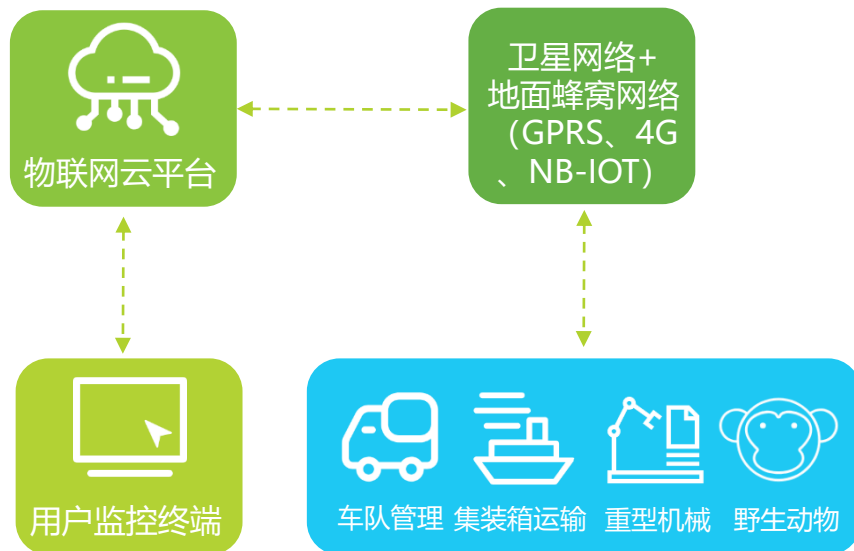 物联网云平台
卫星网络+
地面蜂窝网络
（GPRS、4G
、NB-IOT）
用户监控终端
车队管理 集装箱运输 重型机械 野生动物